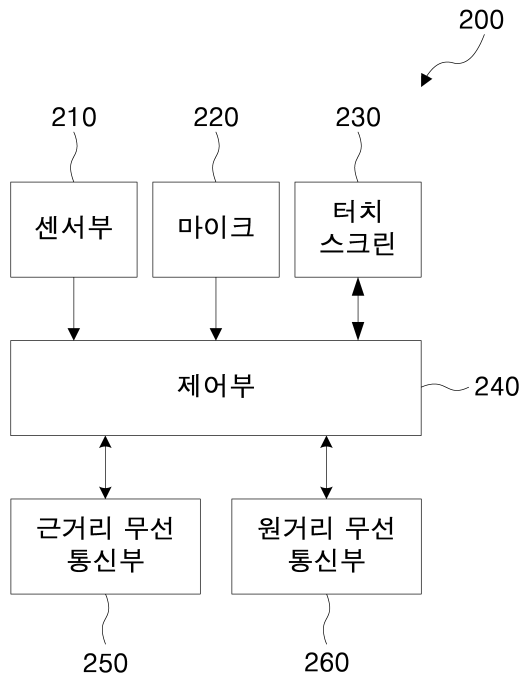 200
210
220
230
센서부
마이크
터치
스크린
제어부
240
근거리 무선
통신부
원거리 무선
통신부
250
260